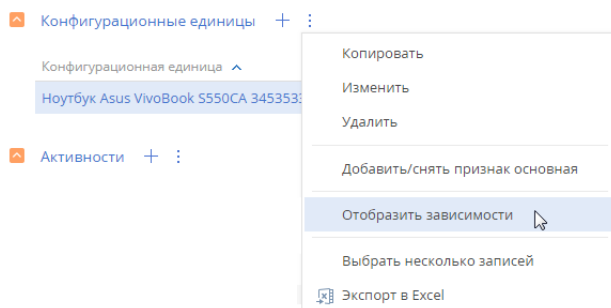 Конфигурационные единицы
Конфигурационная единица
Ноутбук Asus VivoBook S550CA 3453533
Активности
Копировать
Изменить
Удалить
Добавить/снять признак основная
Отобразить зависимости
Выбрать несколько записей
Экспорт в Excel